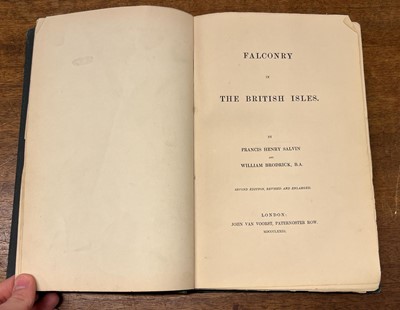 FALCONRY
IN
THE BRITISH ISLES.
BY
FRANCIS HENRY SALVIN
AND
WILLIAM BRODRICK, B.A.
SECOND EDITION, REVISED AND ENLARGED.
LONDON:
JOHN VAN VOORST, PATERNOSTER ROW.
MDCCCLXXIII.